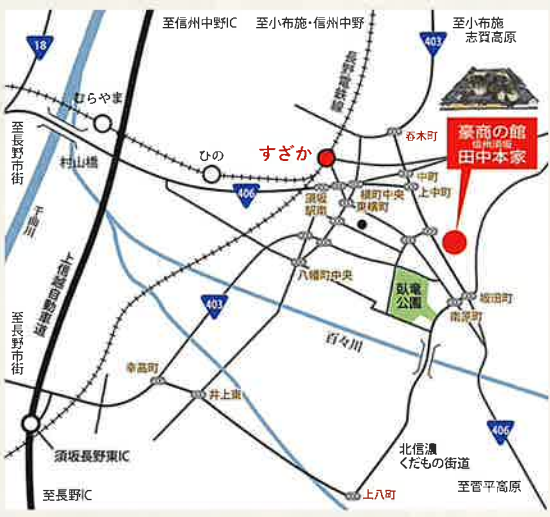 至信州中野IC
至小布施・信州中野
至小布施
志賀高原
18
403
長野電鉄線
むらやま
春木町
豪商の館
信州須坂
田中本家
至長野市街
すざか
村山橋
ひの
406
中町
須坂
駅南
横町中央
上中町
東横町
千曲川
上信越自動車道
八幡町中央
臥竜
公園
坂田町
南原町
403
至長野市街
百々川
幸高町
井上東
406
北信濃
くだもの街道
須坂長野東IC
至菅平高原
至長野IC
上八町